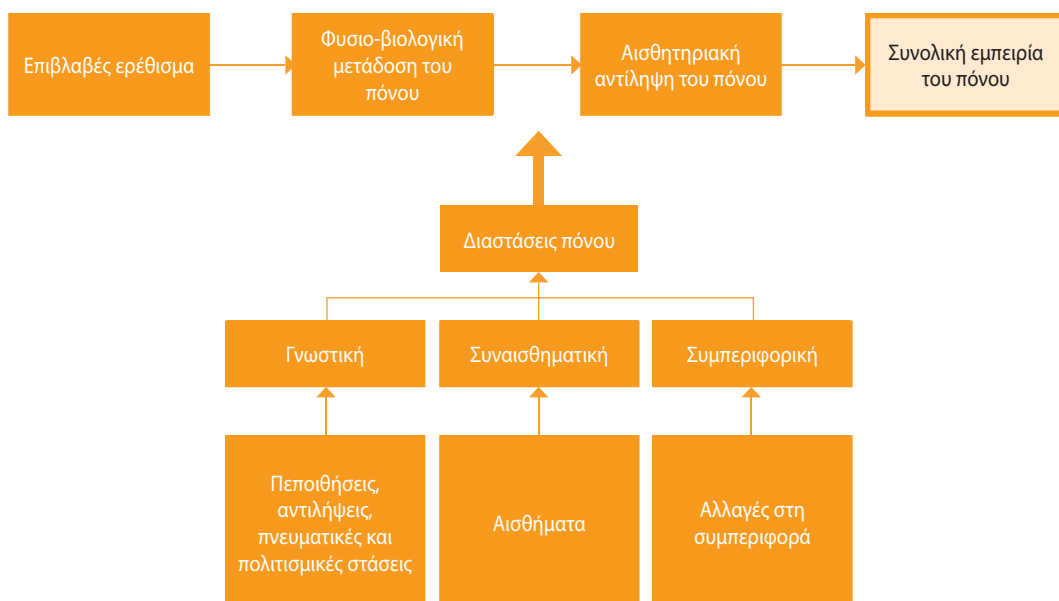 Επιβλαβές ερέθισμα
Φυσιο-βιολογική
μετάδοση του
πόνου
Αισθητηριακή
αντίληψη του πόνου
Συνολική εμπειρία
του πόνου
Διαστάσεις πόνου
Γνωστική
Συναισθηματική
Συμπεριφορική
Πεποιθήσεις,
αντιλήψεις,
πνευματικές και
πολιτισμικές στάσεις
Αισθήματα
Αλλαγές στη
συμπεριφορά